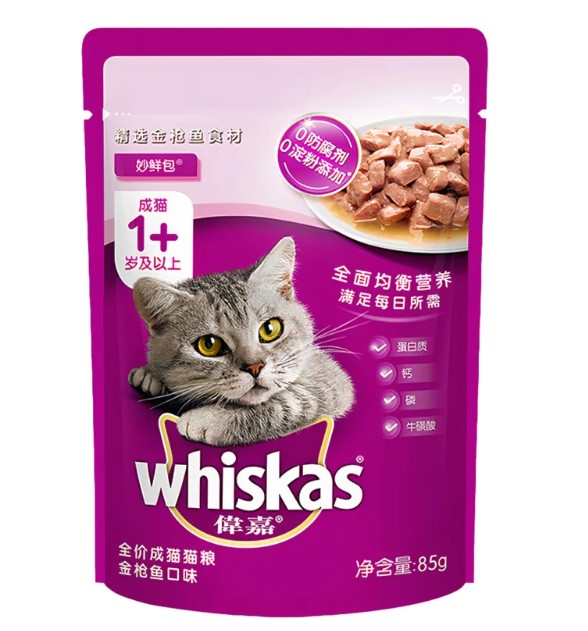 精选金枪鱼食材
妙鲜包®
成猫
1+
岁及以上
0防腐剂
0淀粉添加
全面均衡营养
满足每日所需
蛋白质
钙
磷
牛磺酸
whiskas®
偉嘉®
全价成猫猫粮
金枪鱼口味
净含量:85g